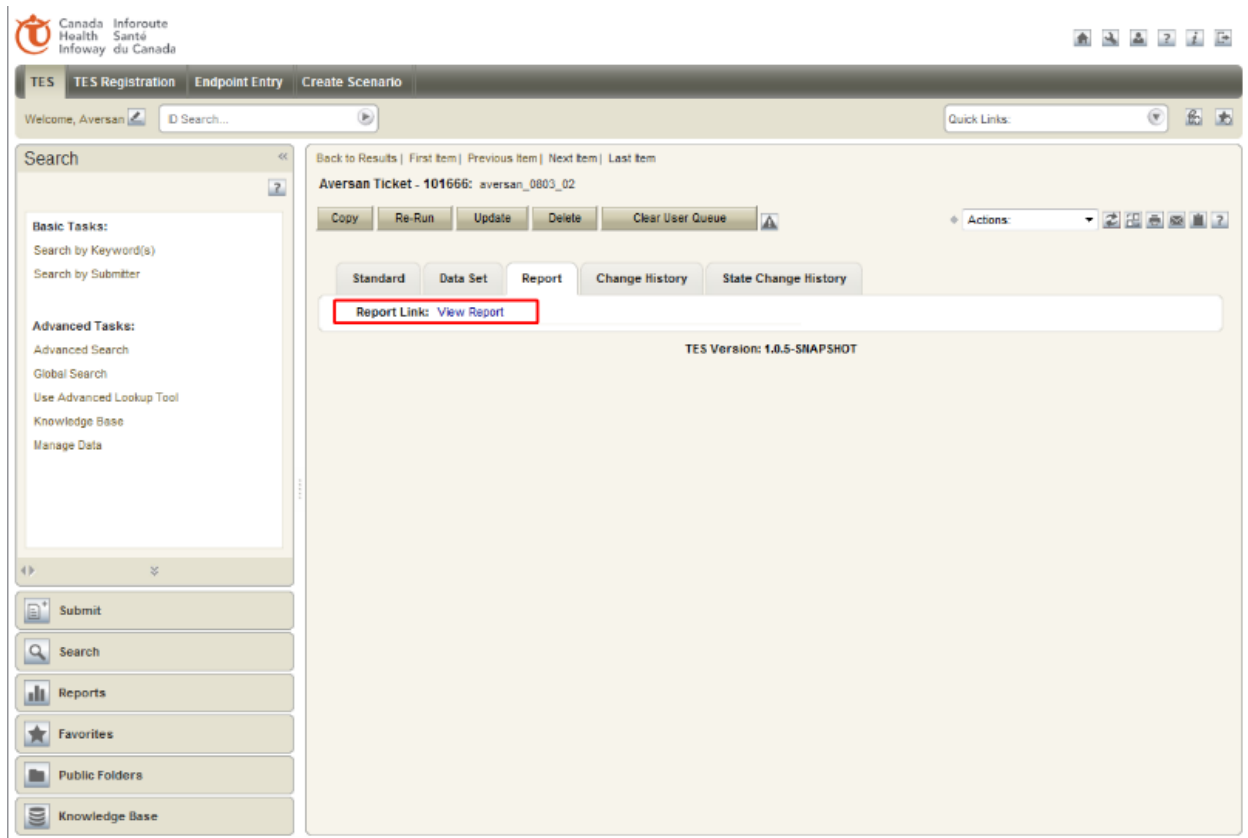 Canada Inforoute
Health Santé
Infoway du Canada
TES TES Registration Endpoint Entry Create Scenario
Welcome, Aversan ID Search... Quick Links:
Search
Back to Results | First Item | Previous Item | Next Item | Last Item
Aversan Ticket - 101666: aversan_0803_02
Copy Re-Run Update Delete Clear User Queue Actions:
Basic Tasks:
Search by Keyword(s)
Search by Submitter
Advanced Tasks:
Advanced Search
Global Search
Use Advanced Lookup Tool
Knowledge Base
Manage Data
Standard Data Set Report Change History State Change History
Report Link: View Report
TES Version: 1.0.5-SNAPSHOT
Submit
Search
Reports
Favorites
Public Folders
Knowledge Base